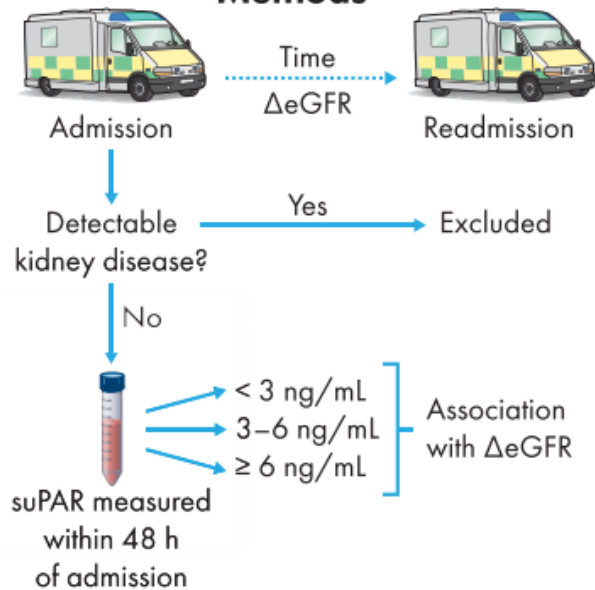 Methods
Time
ΔeGFR
Admission
Readmission
Detectable
kidney disease?
Yes
Excluded
No
< 3 ng/mL
3–6 ng/mL
≥ 6 ng/mL
Association
with ΔeGFR
suPAR measured
within 48 h
of admission